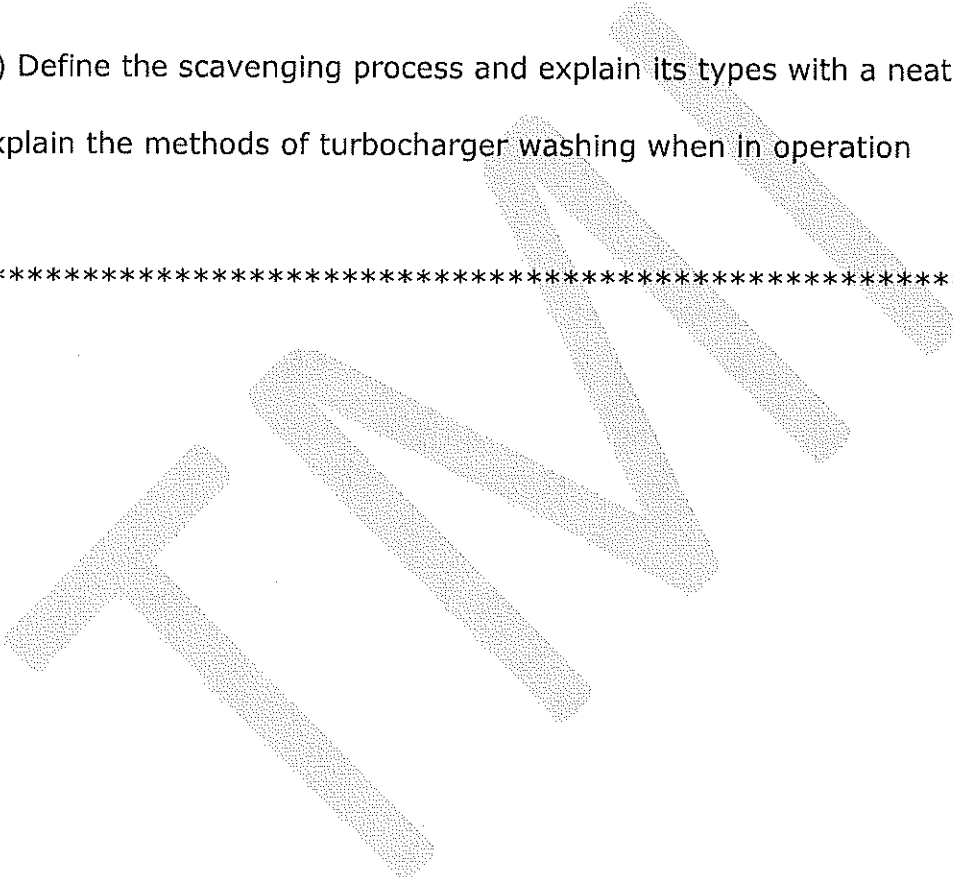 ) Define the scavenging process and explain its types with a neat
xplain the methods of turbocharger washing when in operation
****************************************************
TMI